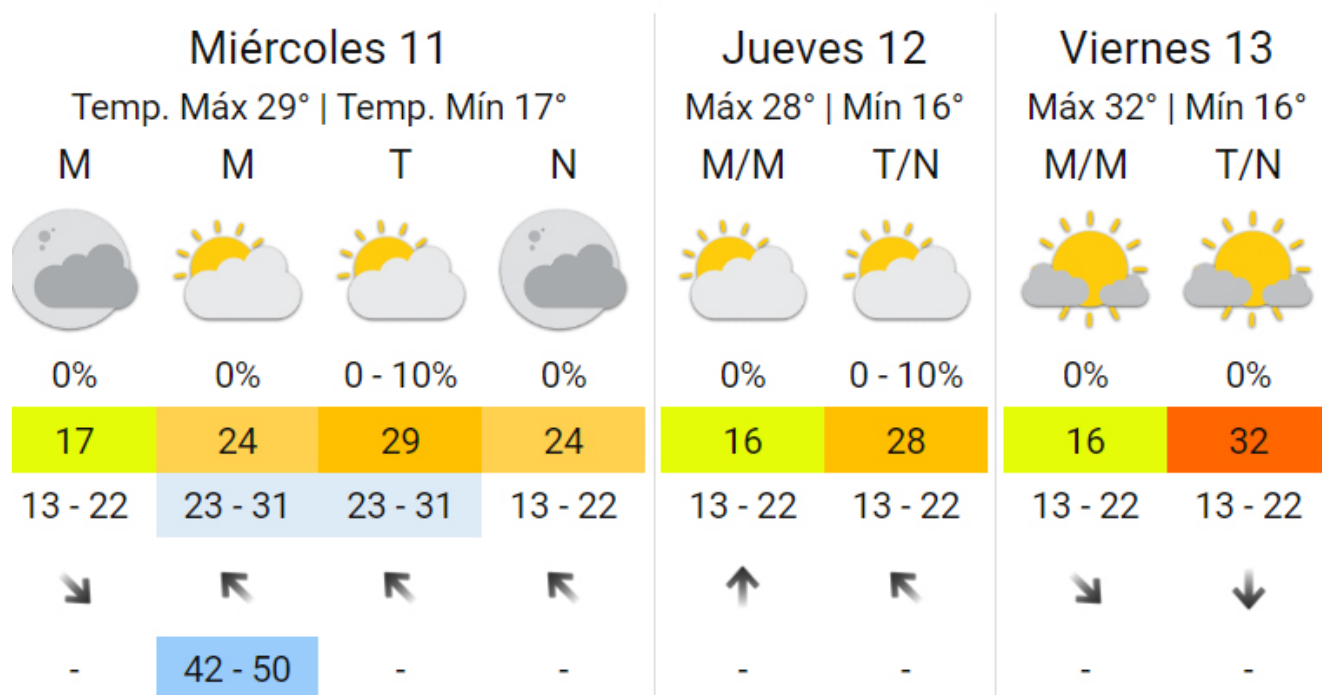 Miércoles 11 Jueves 12 Viernes 13
Temp. Máx 29° | Temp. Mín 17° Máx 28° | Mín 16° Máx 32° | Mín 16°
M M T N M/M T/N M/M T/N
0% 0% 0 - 10% 0% 0% 0 - 10% 0% 0%
17 24 29 24 16 28 16 32
13 - 22 23 - 31 23 - 31 13 - 22 13 - 22 13 - 22 13 - 22 13 - 22
- 42 - 50 - - - - - -